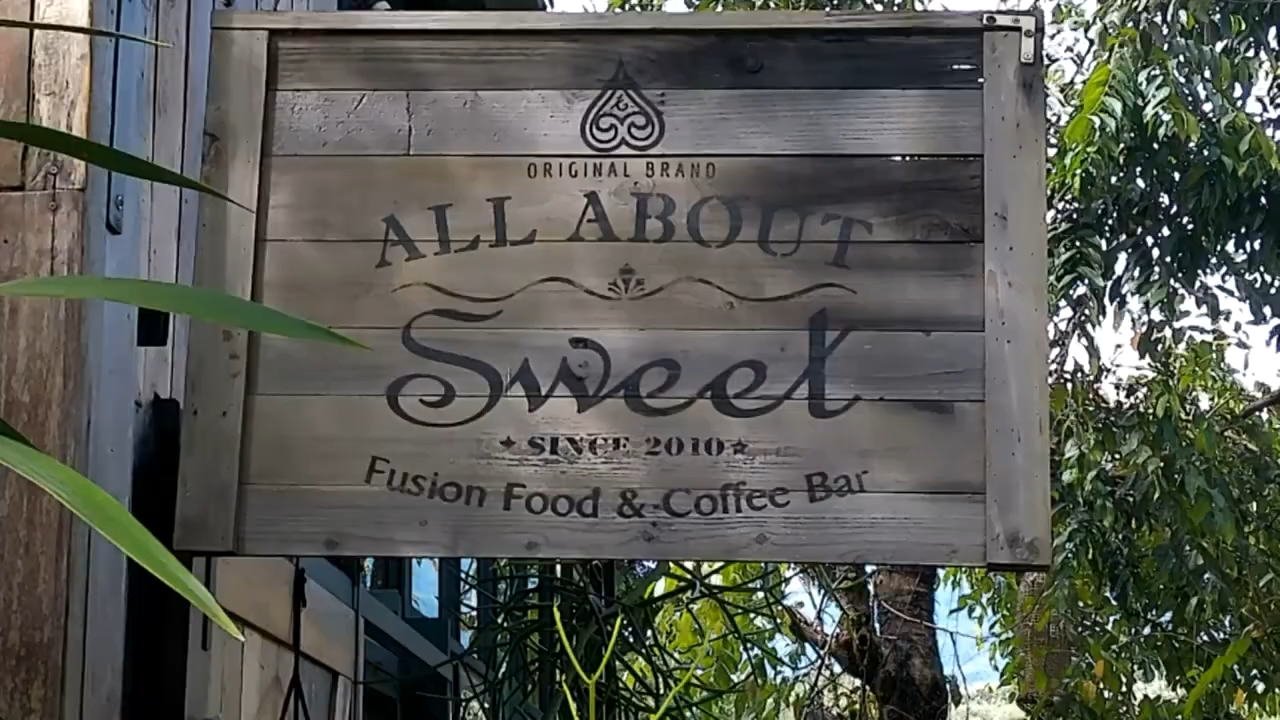 ORIGINAL BRAND
ALL ABOUT
Sweet
★ SINCE 2010 ★
Fusion Food & Coffee Bar